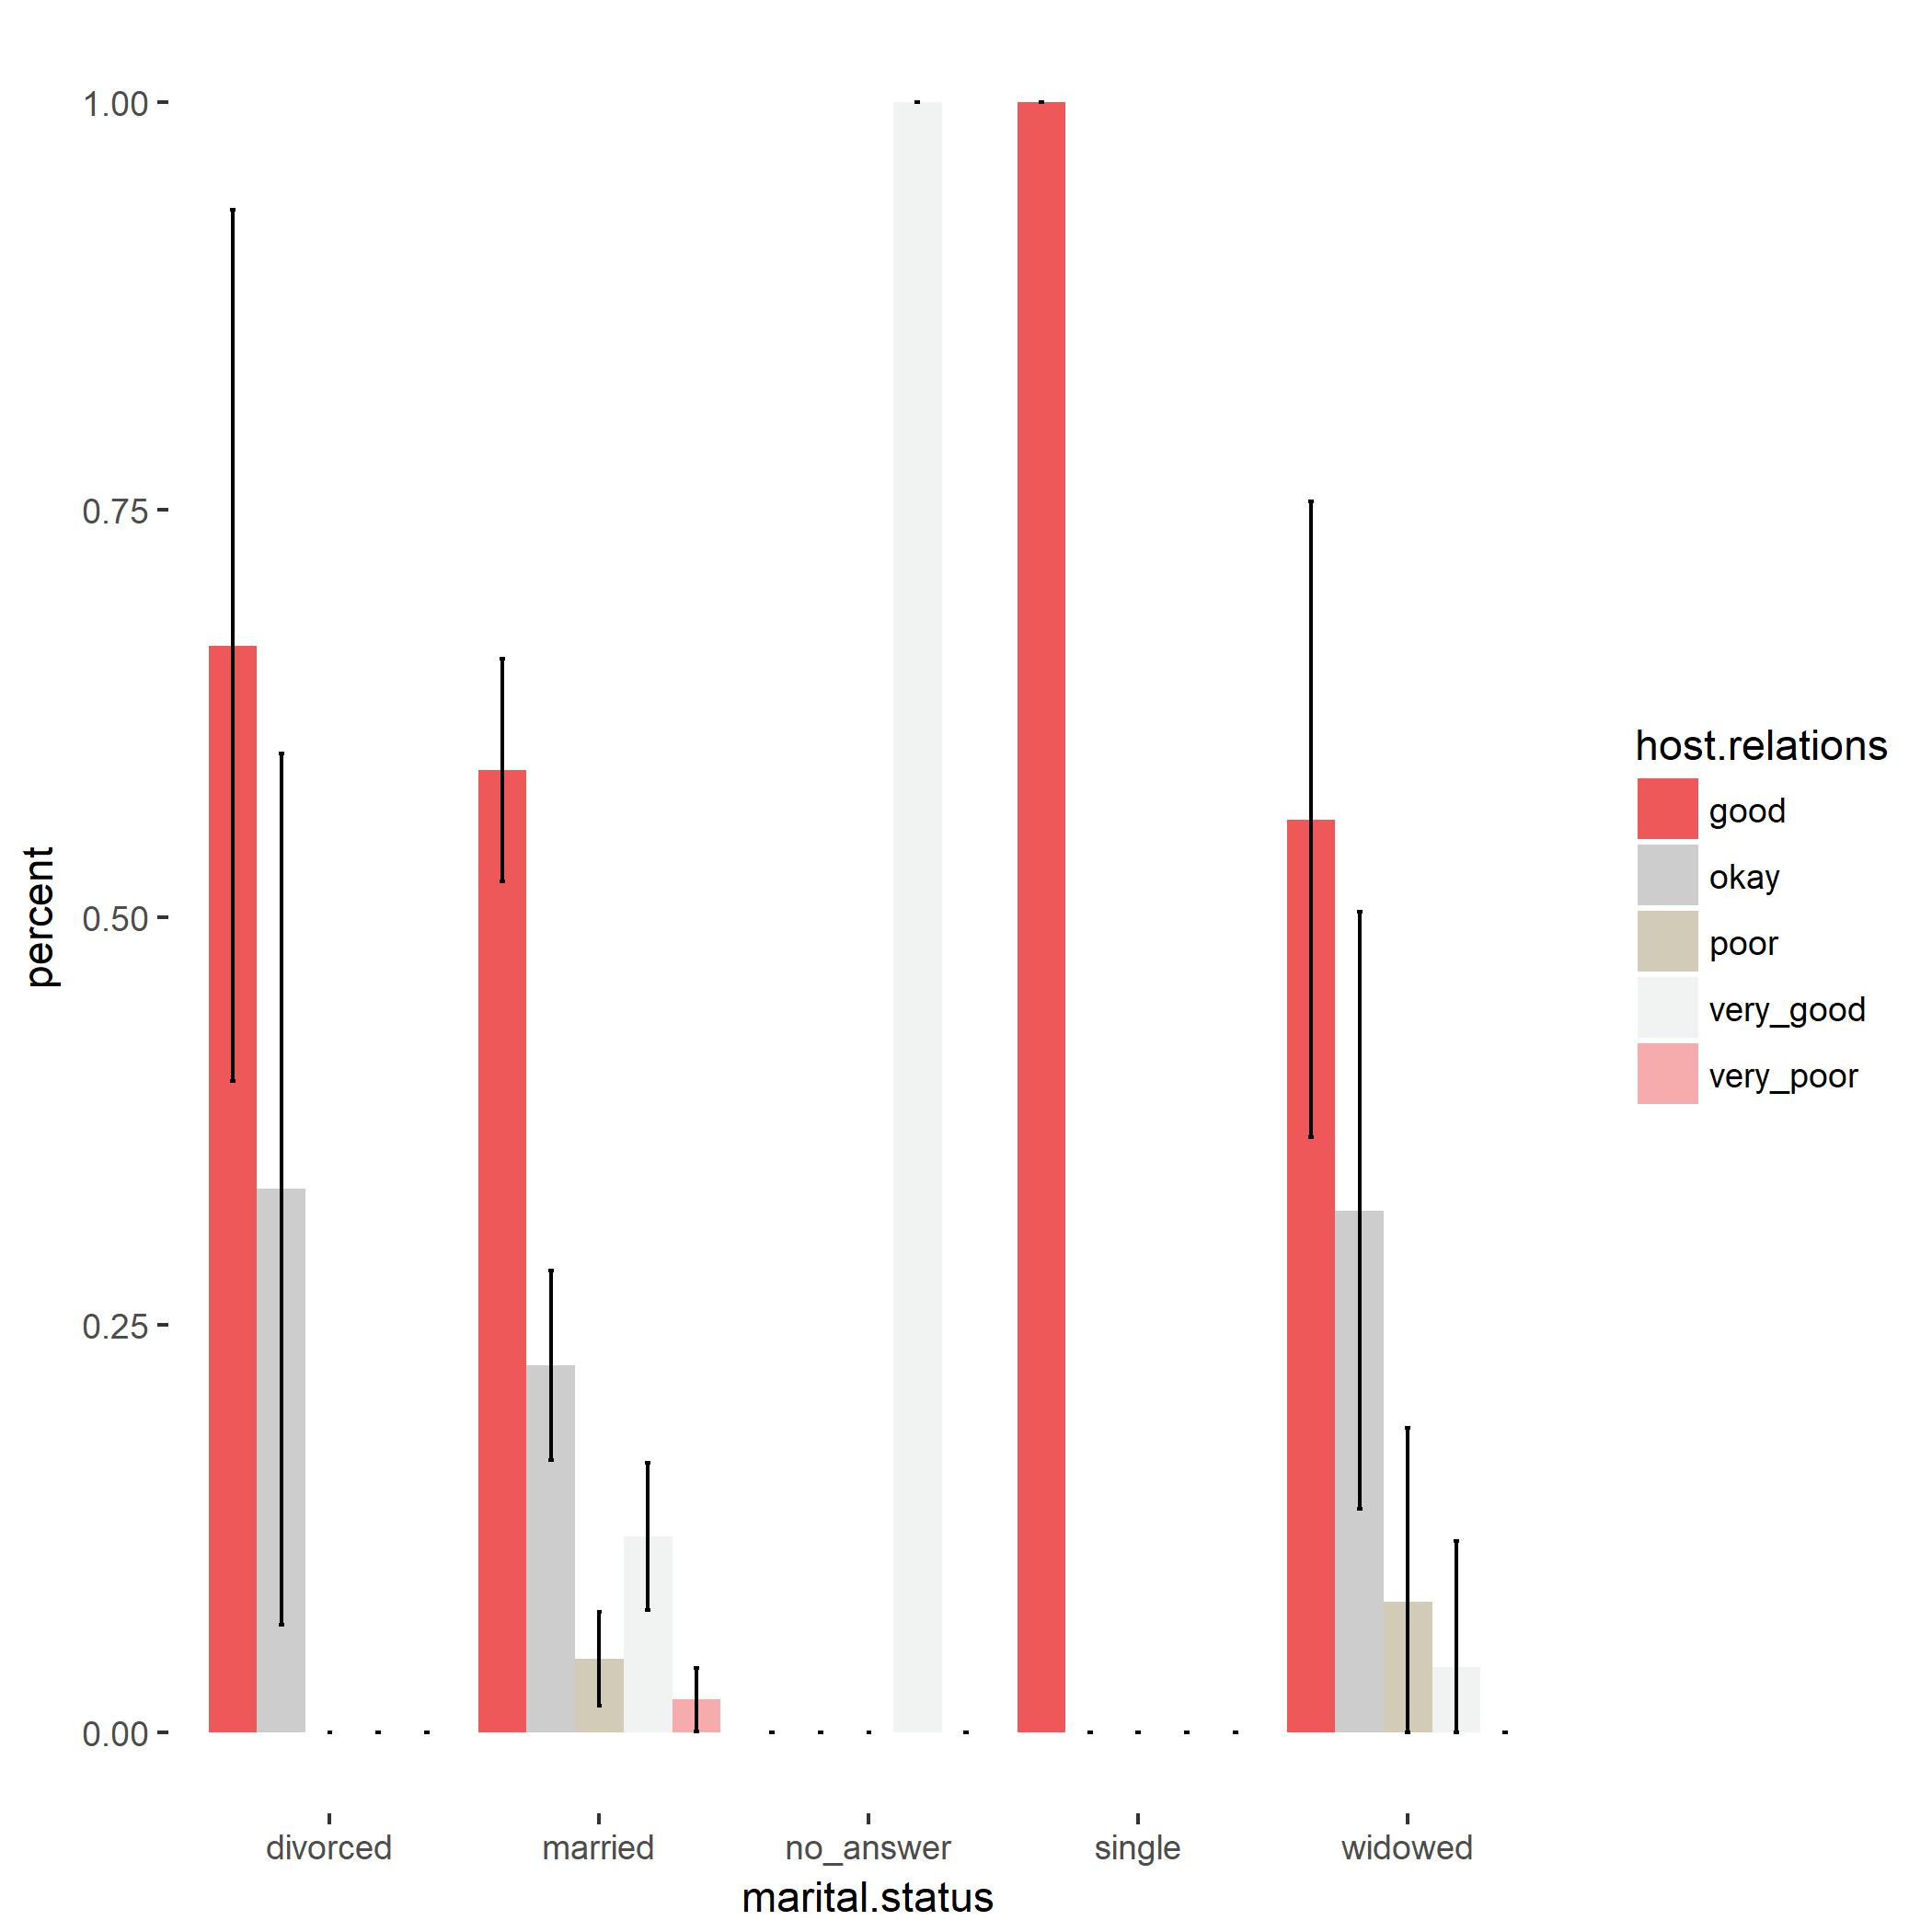 1.00
0.75
0.50
0.25
0.00
percent
divorced
married
no_answer
single
widowed
marital.status
host.relations
good
okay
poor
very_good
very_poor